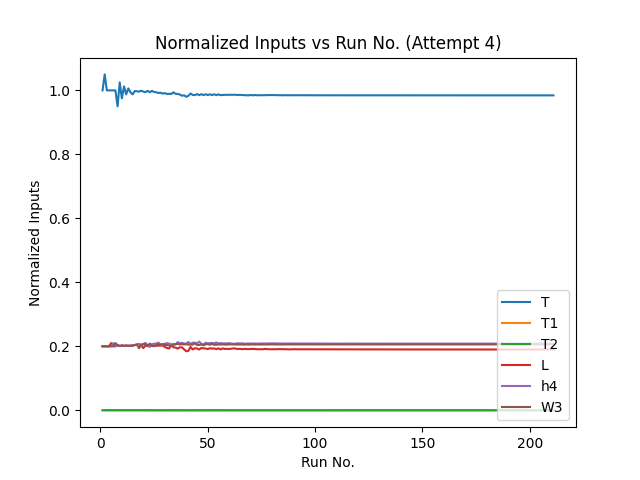 Normalized Inputs vs Run No. (Attempt 4)
Normalized Inputs
1.0
0.8
0.6
0.4
0.2
0.0
T
T1
T2
L
h4
W3
0
50
100
150
200
Run No.